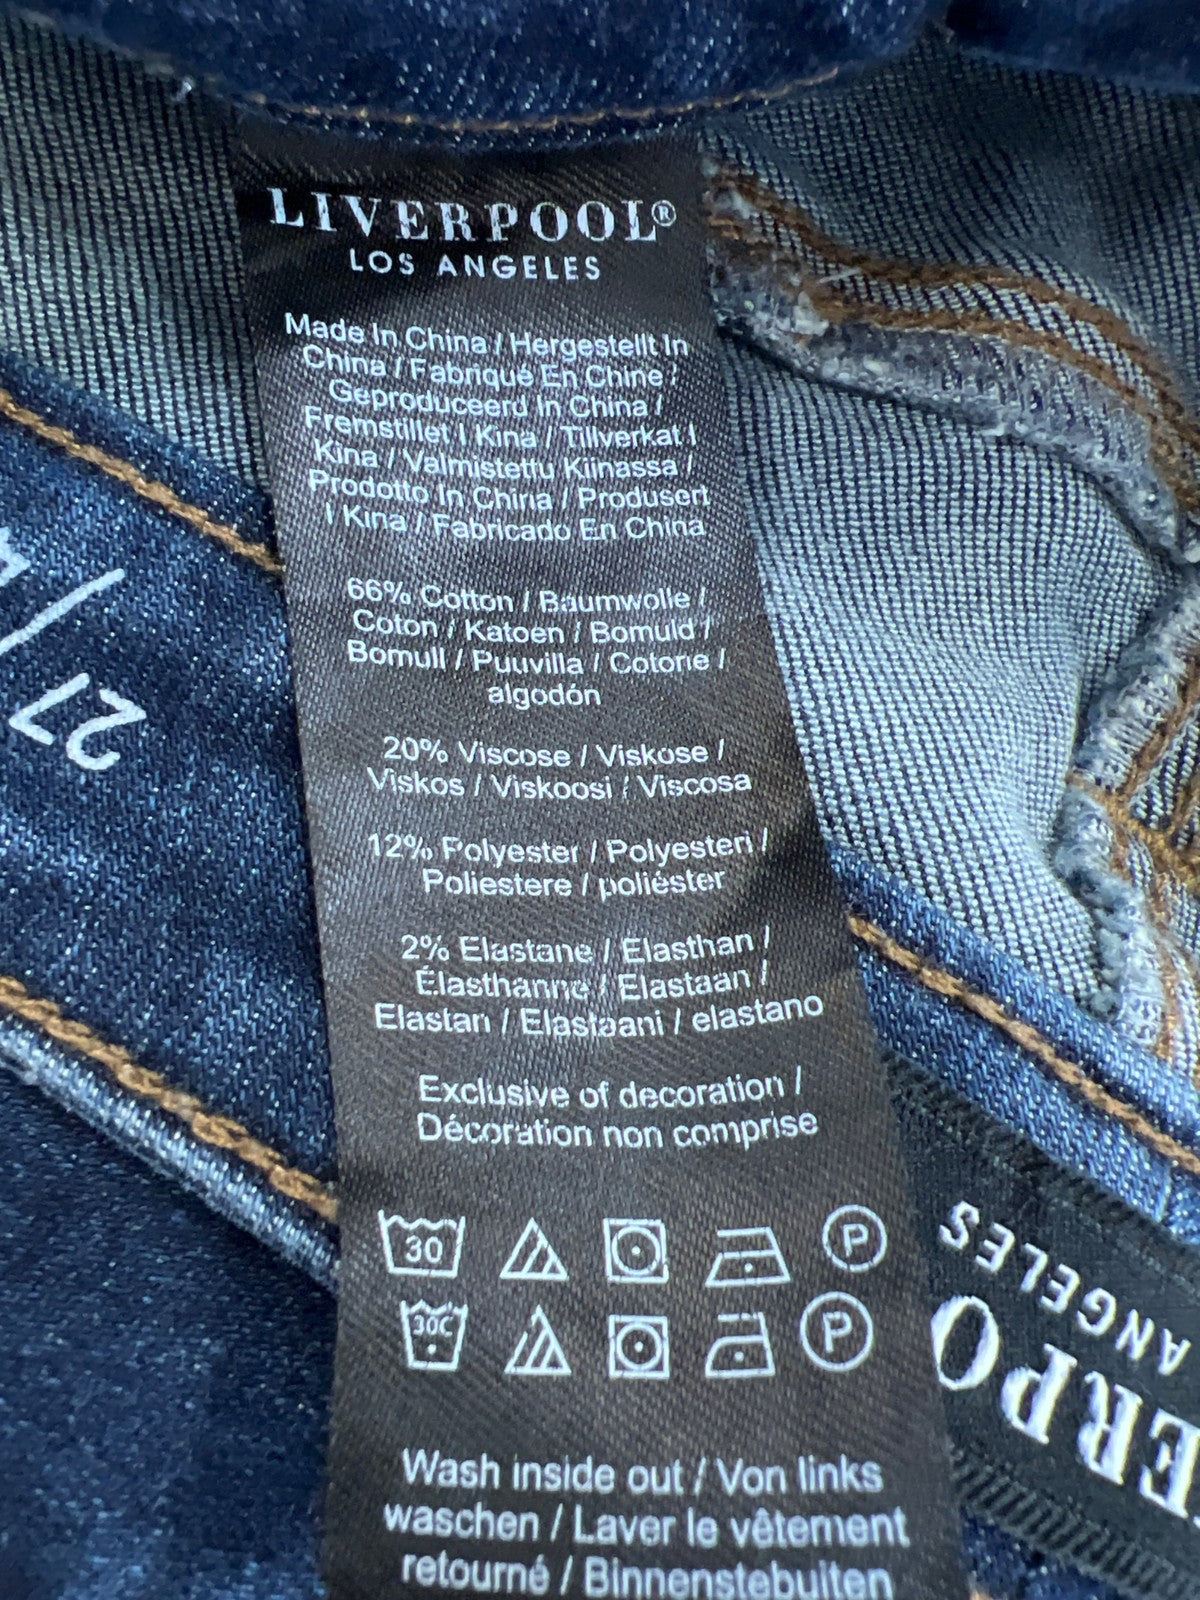 LIVERPOOL®
LOS ANGELES
Made In China / Hergestellt In
China / Fabriqué En Chine /
Geproduceerd In China /
Fremstillet I Kina / Tillverkat I
Kina / Valmistettu Kiinassa /
Prodotto In China / Produsert
I Kina / Fabricado En China
66% Cotton / Baumwolle /
Coton / Katoen / Bomuld /
Bomull / Puuvilla / Cotone /
algodón
20% Viscose / Viskose /
Viskos / Viskoosi / Viscosa
12% Polyester / Polyesteri /
Poliestere / poliéster
2% Elastane / Elasthan /
Élasthanne / Elastaan /
Elastan / Elastaani / elastano
Exclusive of decoration /
Décoration non comprise
30 P
30C P
Wash inside out / Von links
waschen / Laver le vêtement
retourné / Binnenstebuiten
27 /
ERPO
ANGELES